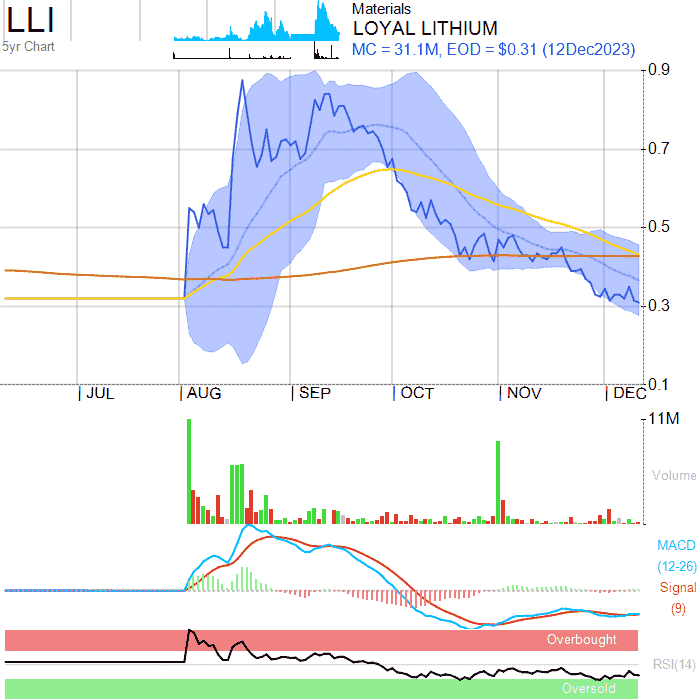 LLI
5yr Chart
Materials
LOYAL LITHIUM
MC = 31.1M, EOD = $0.31 (12Dec2023)
0.9
0.7
0.5
0.3
0.1
JUL AUG SEP OCT NOV DEC
11M
Volume
MACD
(12-26)
Signal
(9)
Overbought
RSI(14)
Oversold